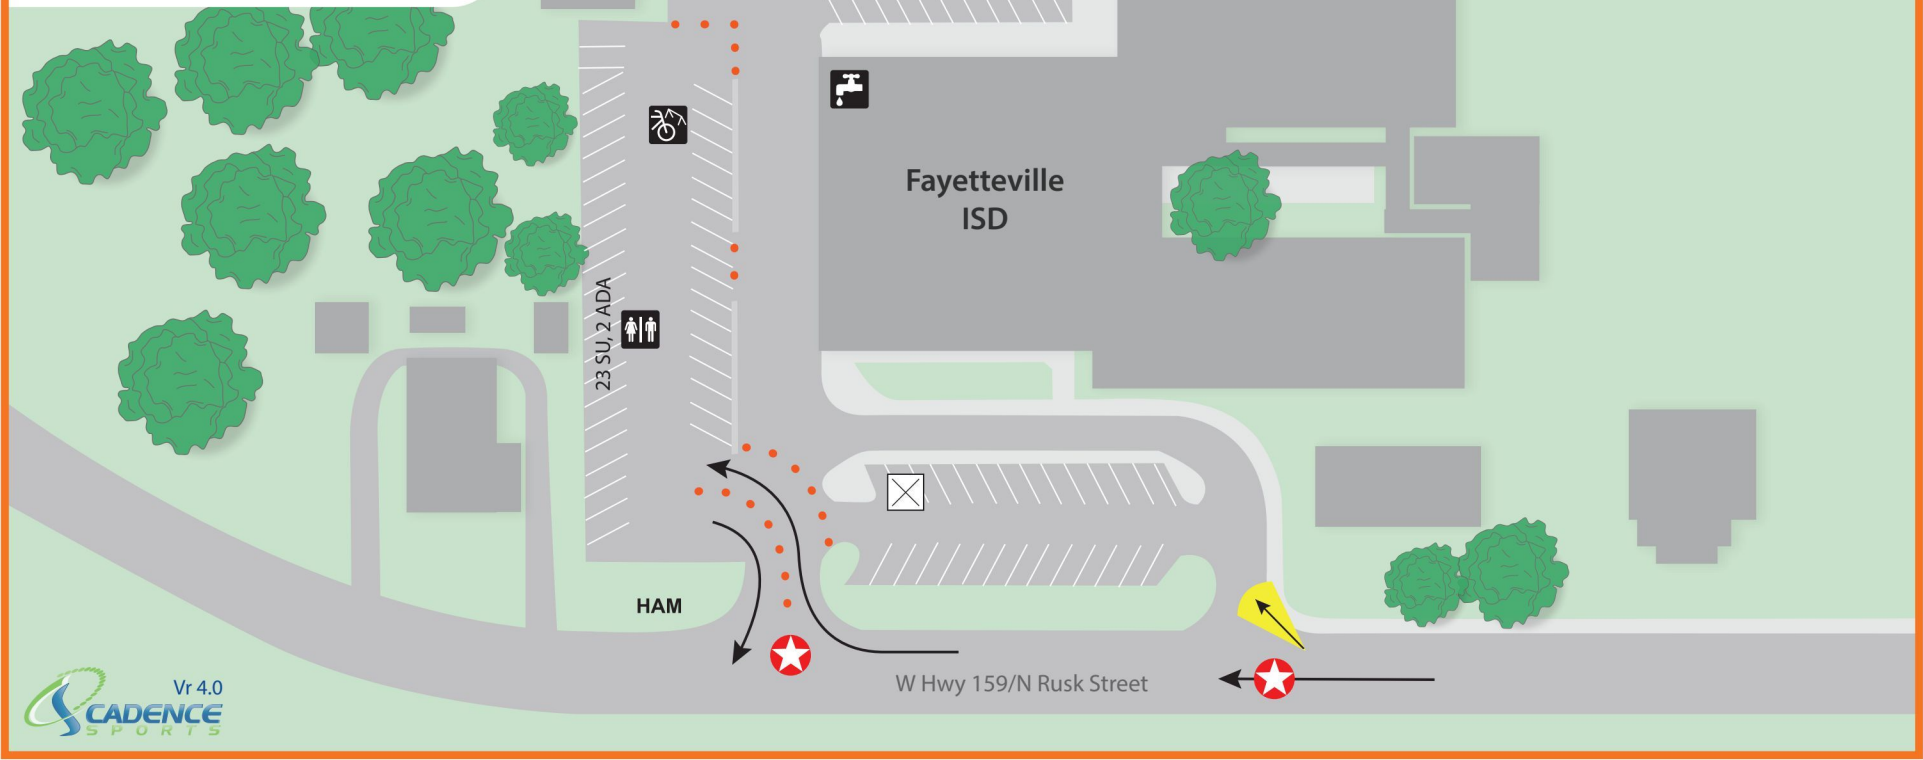 Fayetteville
ISD
23 SU, 2 ADA
HAM
W Hwy 159/N Rusk Street
Vr 4.0
CADENCE
SPORTS